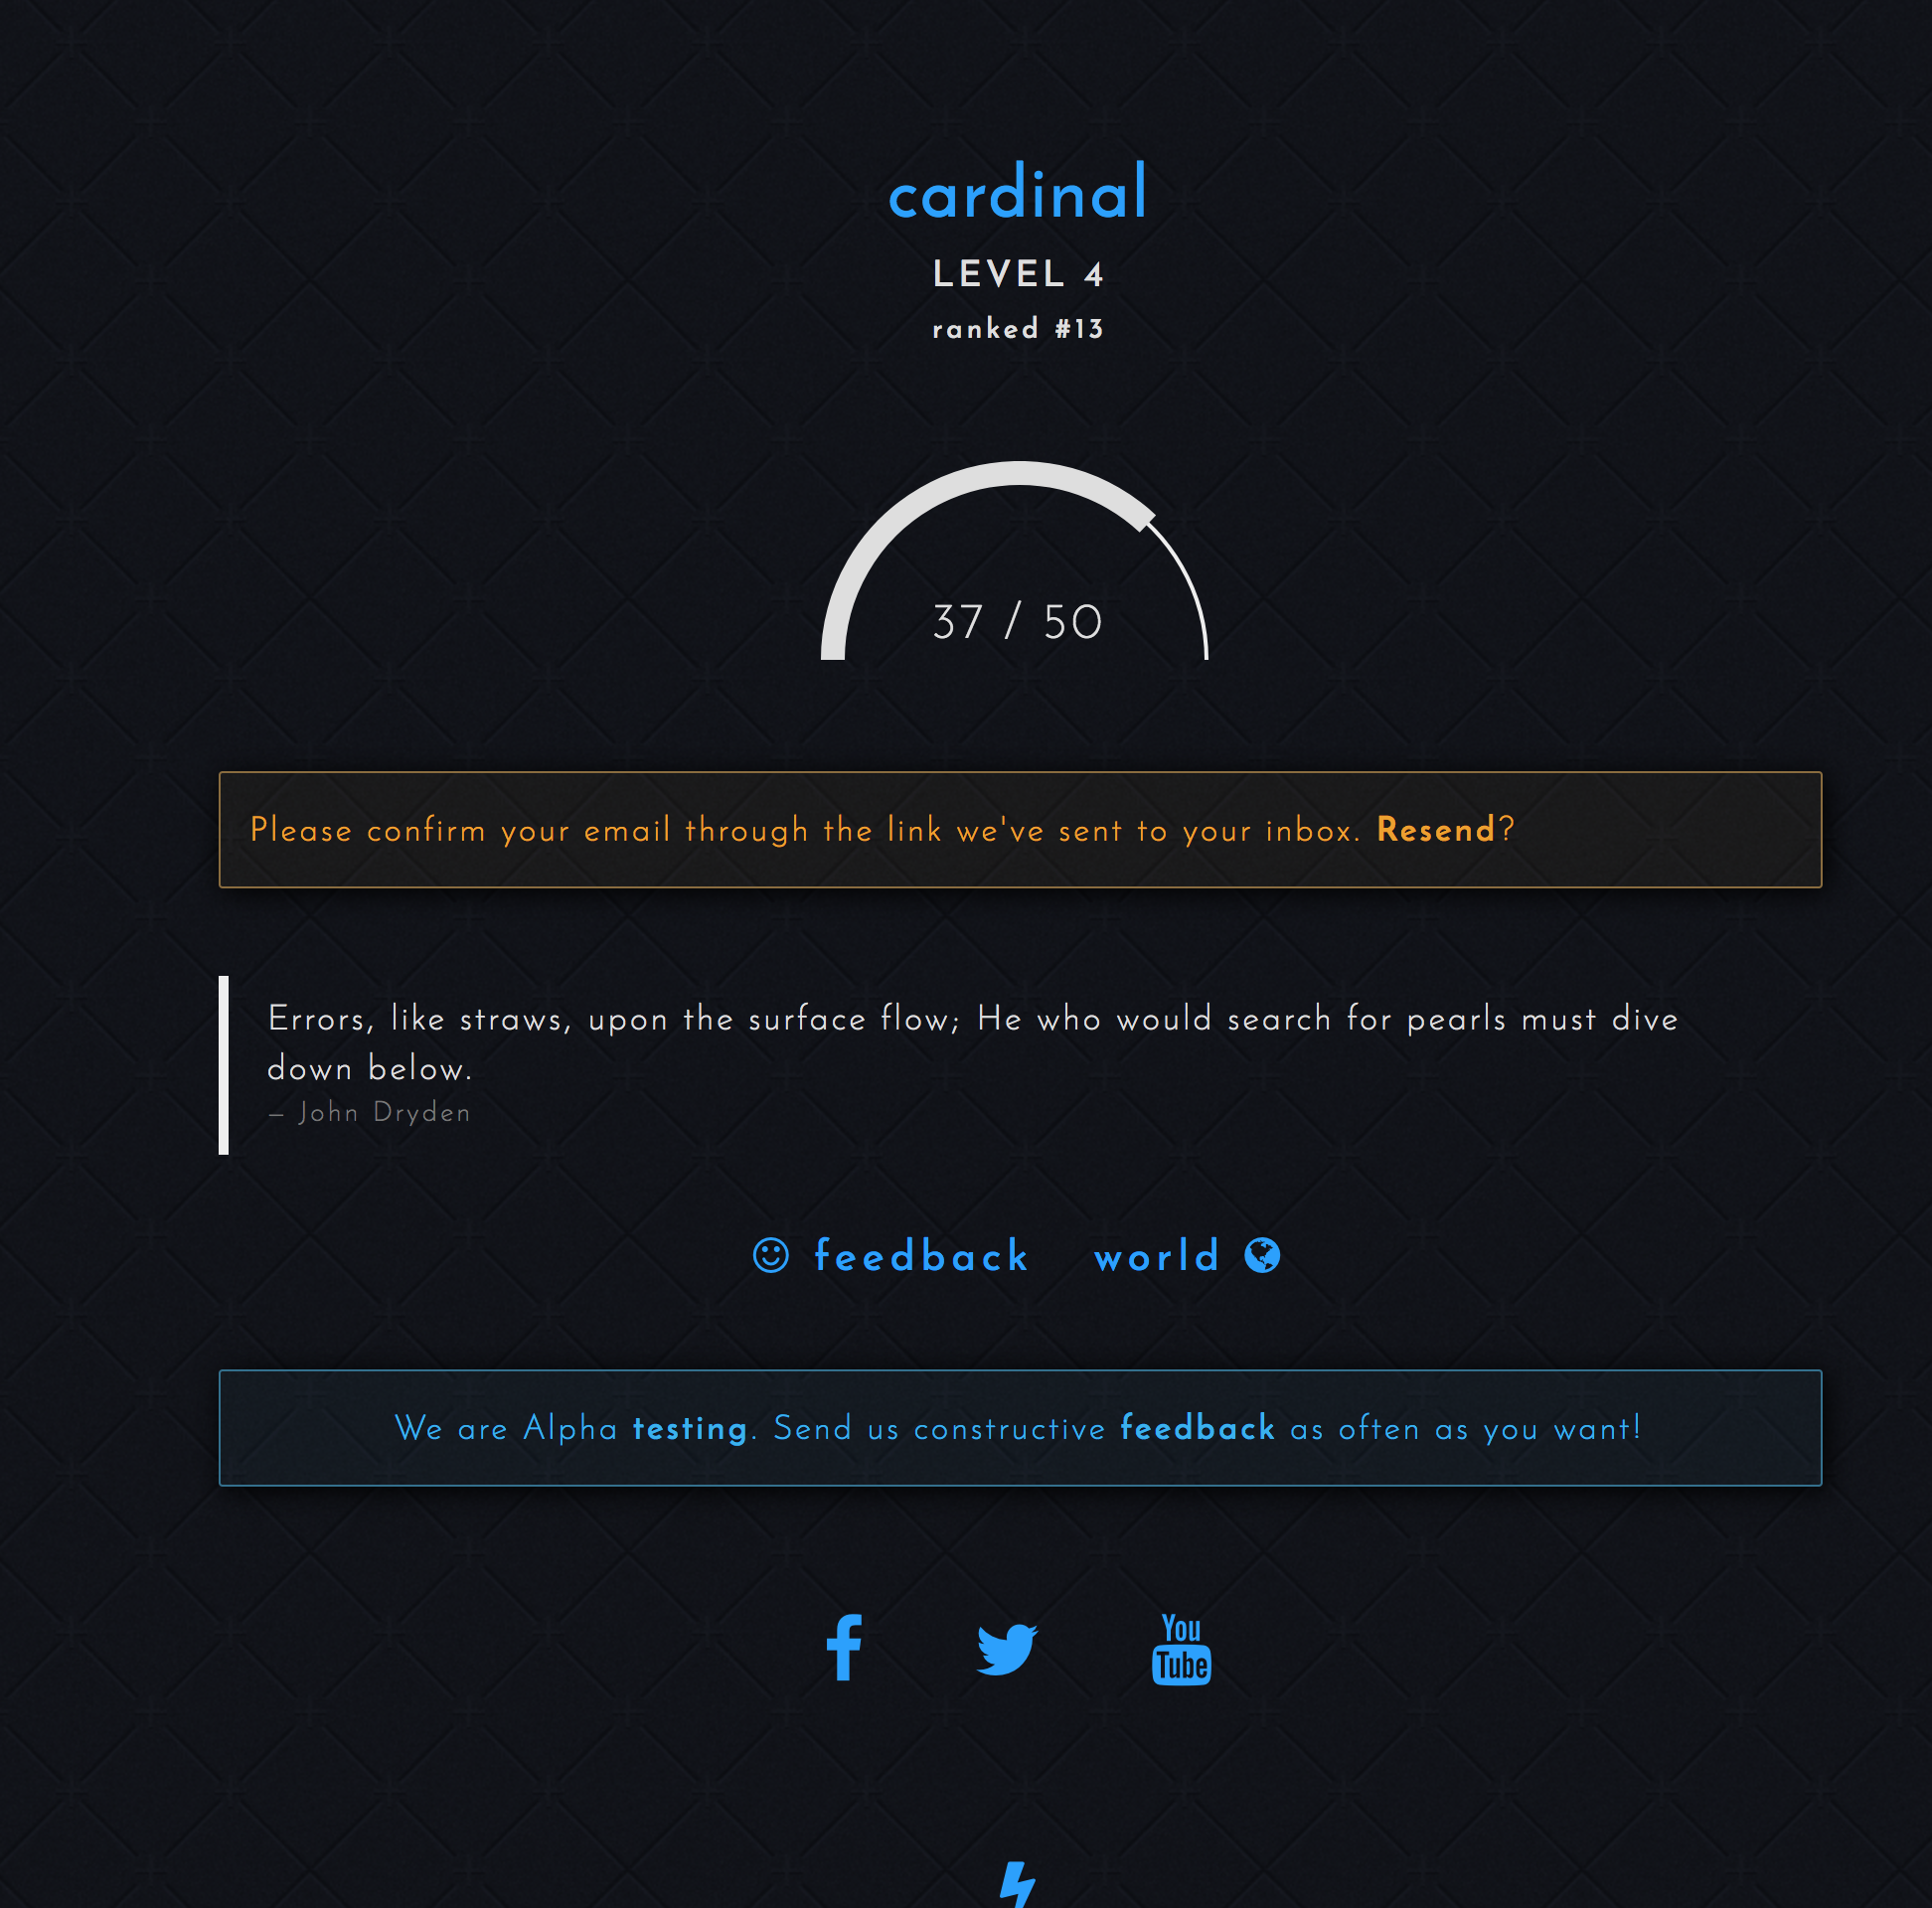 cardinal
LEVEL 4
ranked #13
37 / 50
Please confirm your email through the link we've sent to your inbox. Resend?
Errors, like straws, upon the surface flow; He who would search for pearls must dive
down below.
– John Dryden
feedback world
We are Alpha testing. Send us constructive feedback as often as you want!
You
Tube